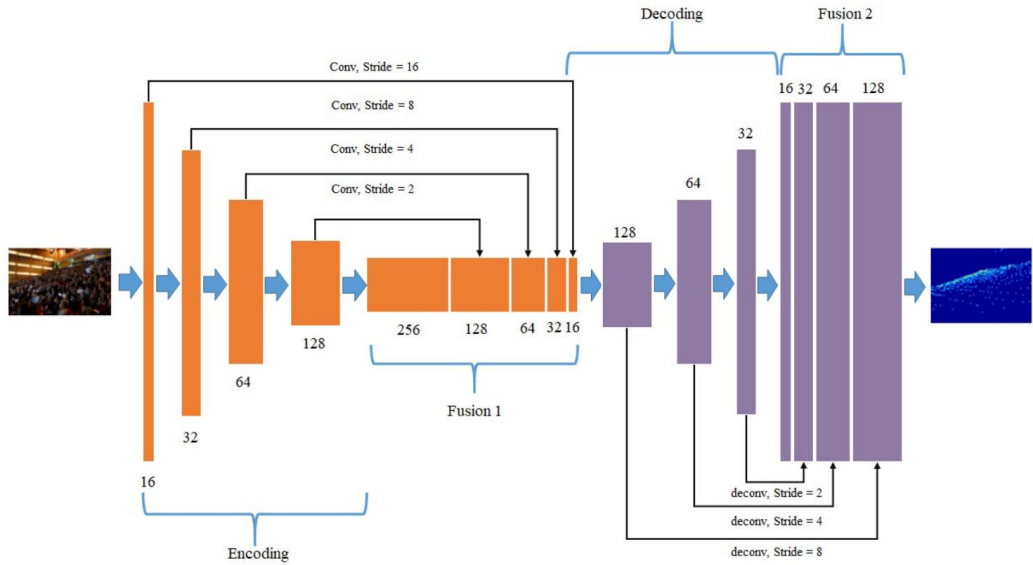 Decoding
Fusion 2
Conv, Stride = 16
16 32 64 128
Conv, Stride = 8
32
Conv, Stride = 4
64
Conv, Stride = 2
128
256 128 64 32 16
128
64
Fusion 1
32
16
deconv, Stride = 2
deconv, Stride = 4
Encoding
deconv, Stride = 8